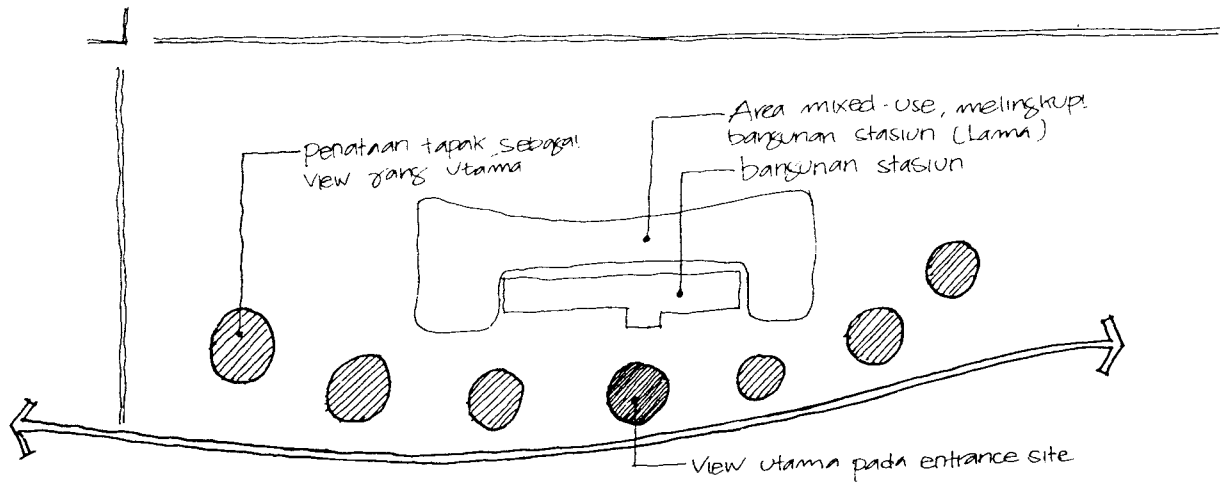 Penataan tapak sebagai
view yang utama
Area mixed-use, melingkupi
bangunan stasiun (Lama)
bangunan stasiun
View utama pada entrance site